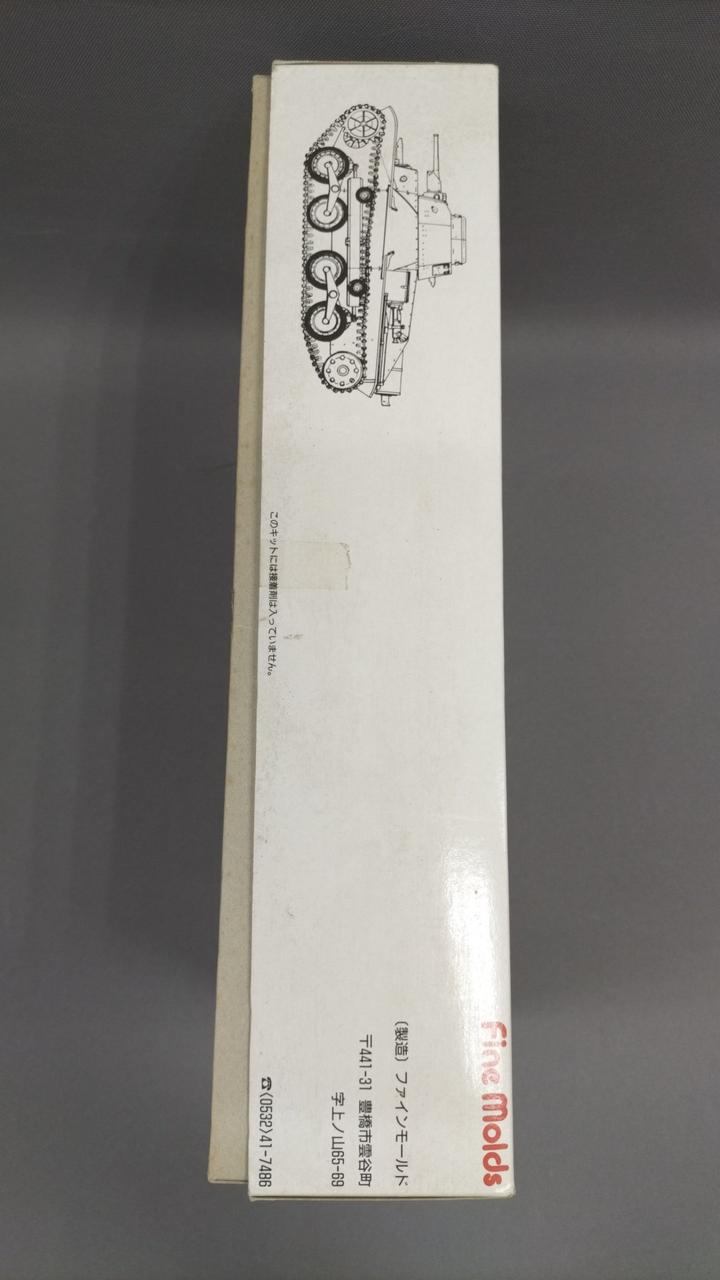 このキットには接着剤は入っていません。
Fine Molds
(製造) ファインモールド
〒441-31 豊橋市雲谷町
字上ノ山65-69
☎(0532)41-7486